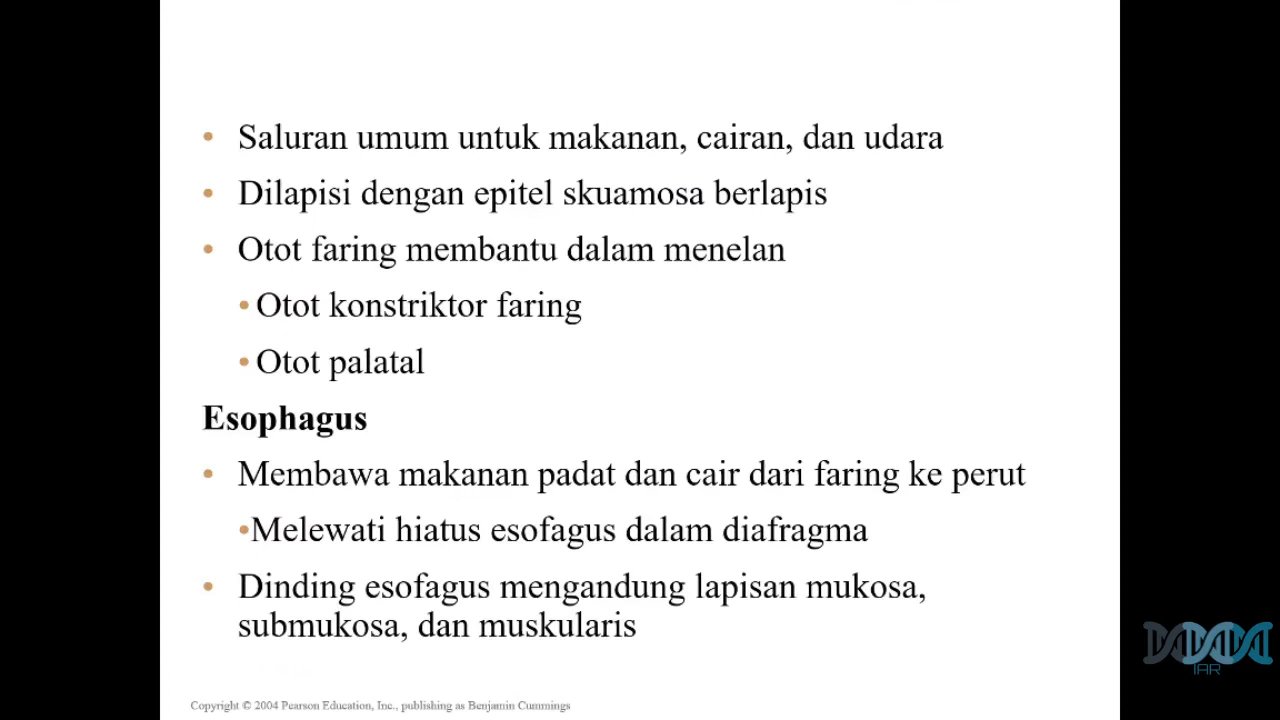 • Saluran umum untuk makanan, cairan, dan udara
• Dilapisi dengan epitel skuamosa berlapis
• Otot faring membantu dalam menelan
• Otot konstriktor faring
• Otot palatal
Esophagus
• Membawa makanan padat dan cair dari faring ke perut
•Melewati hiatus esofagus dalam diafragma
• Dinding esofagus mengandung lapisan mukosa,
submukosa, dan muskularis
IAR
Copyright © 2004 Pearson Education, Inc., publishing as Benjamin Cummings